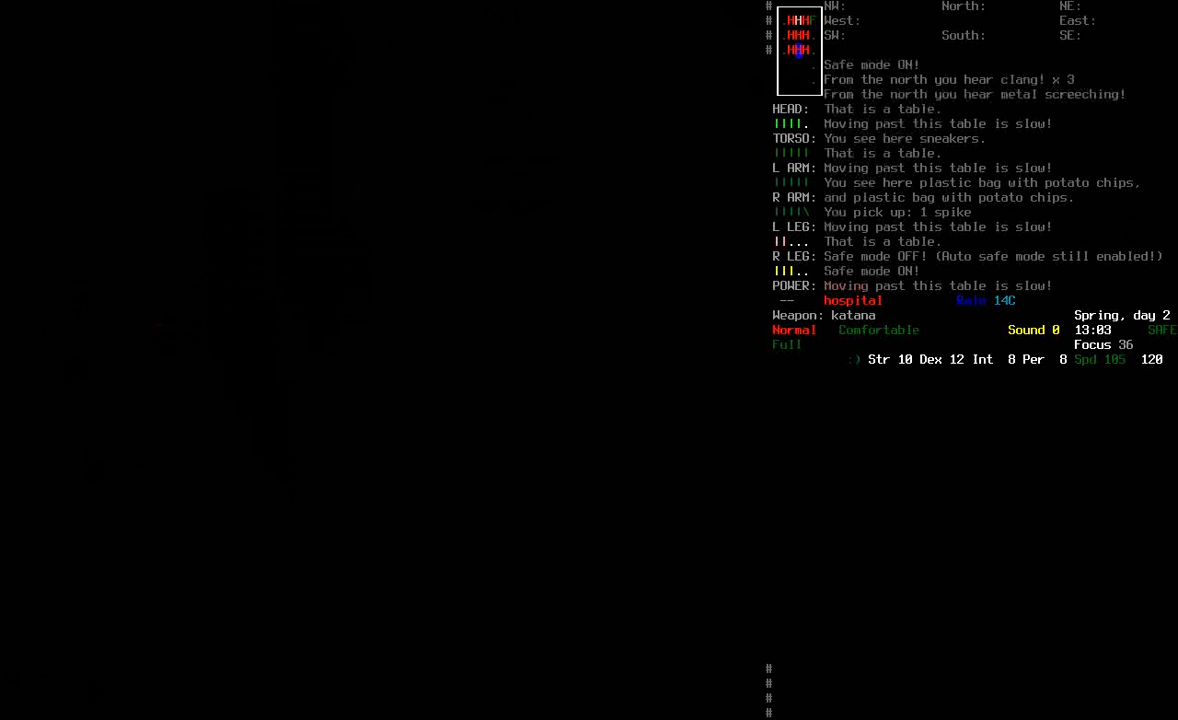 # NW: North: NE:
# .HHHF West: East:
# .HHH. SW: South: SE:
# .HHH.
. Safe mode ON!
. From the north you hear clang! x 3
From the north you hear metal screeching!
HEAD: That is a table.
||||. Moving past this table is slow!
TORSO: You see here sneakers.
||||| That is a table.
L ARM: Moving past this table is slow!
||||| You see here plastic bag with potato chips,
R ARM: and plastic bag with potato chips.
||||\ You pick up: 1 spike
L LEG: Moving past this table is slow!
||... That is a table.
R LEG: Safe mode OFF! (Auto safe mode still enabled!)
|||.. Safe mode ON!
POWER: Moving past this table is slow!
-- hospital Rain 14C
Weapon: katana Spring, day 2
Normal Comfortable Sound 0 13:03 SAFE
Full Focus 36
:) Str 10 Dex 12 Int 8 Per 8 Spd 105 120
#
#
#
#